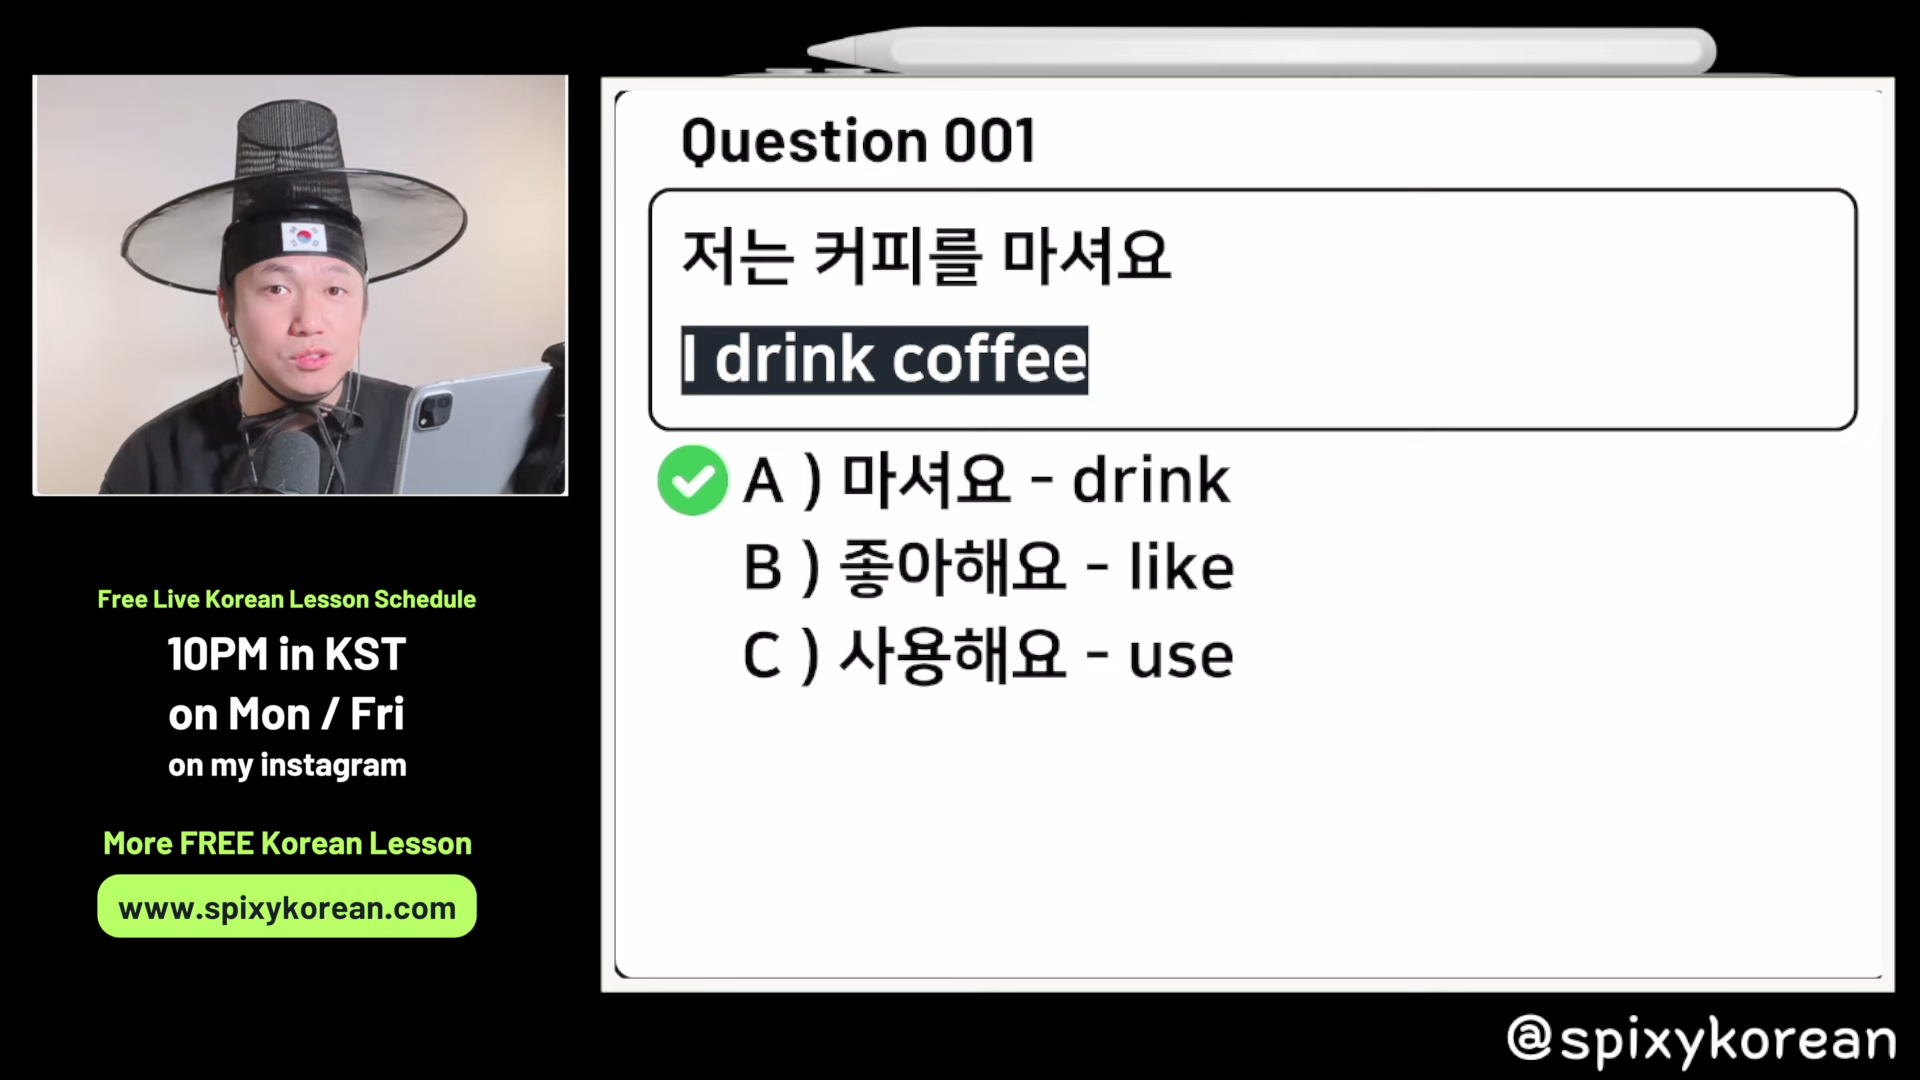 Question 001
저는 커피를 마셔요
I drink coffee
A ) 마셔요 - drink
B ) 좋아해요 - like
C ) 사용해요 - use
Free Live Korean Lesson Schedule
10PM in KST
on Mon / Fri
on my instagram
More FREE Korean Lesson
www.spixykorean.com
@spixykorean